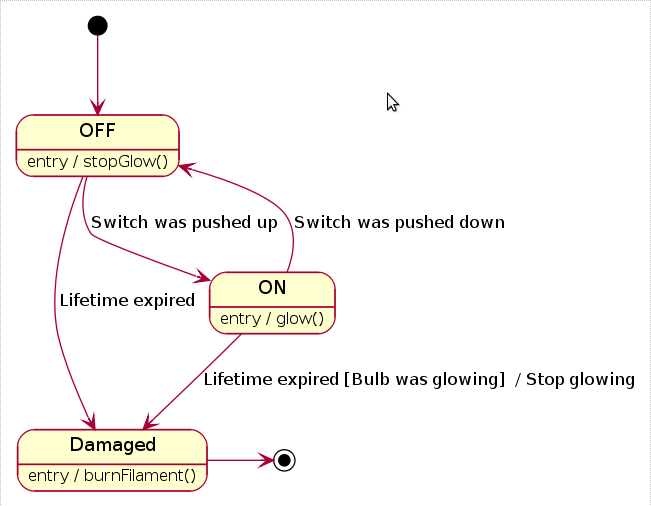 OFF
entry / stopGlow()
Switch was pushed up
Switch was pushed down
ON
entry / glow()
Lifetime expired
Lifetime expired [Bulb was glowing] / Stop glowing
Damaged
entry / burnFilament()